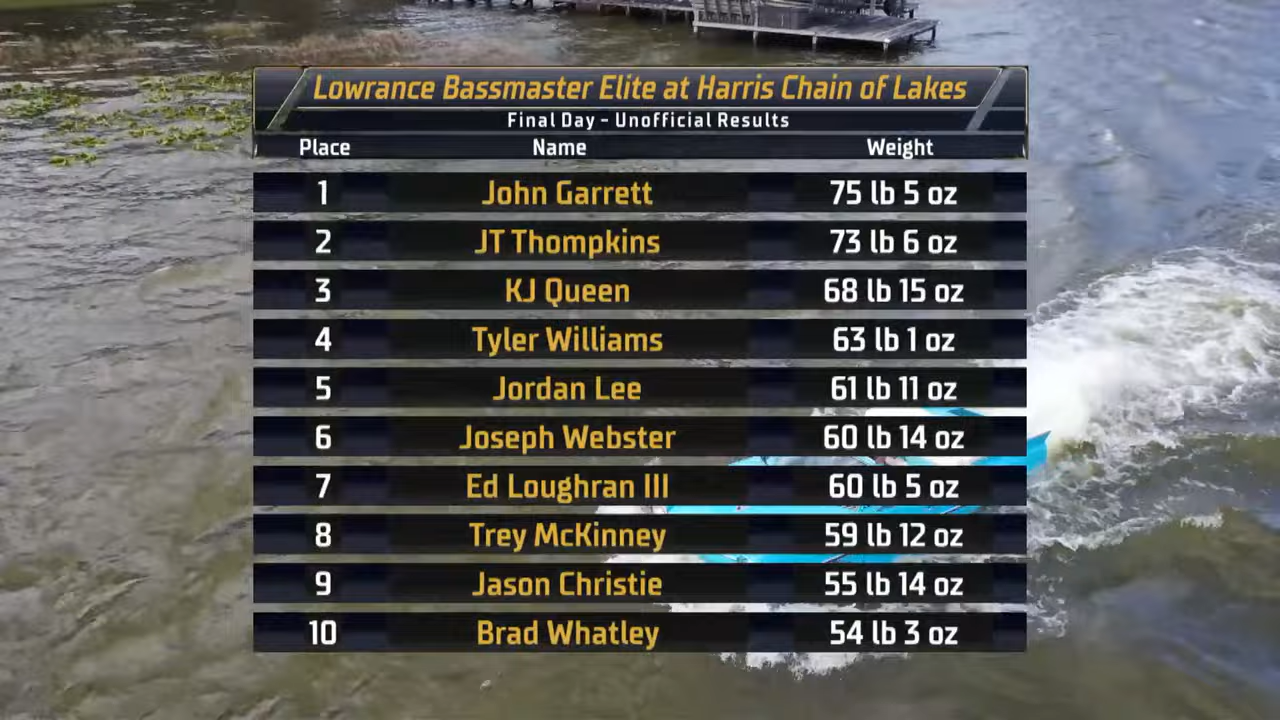 Lowrance Bassmaster Elite at Harris Chain of Lakes
Final Day - Unofficial Results
Place Name Weight
1 John Garrett 75 lb 5 oz
2 JT Thompkins 73 lb 6 oz
3 KJ Queen 68 lb 15 oz
4 Tyler Williams 63 lb 1 oz
5 Jordan Lee 61 lb 11 oz
6 Joseph Webster 60 lb 14 oz
7 Ed Loughran III 60 lb 5 oz
8 Trey McKinney 59 lb 12 oz
9 Jason Christie 55 lb 14 oz
10 Brad Whatley 54 lb 3 oz